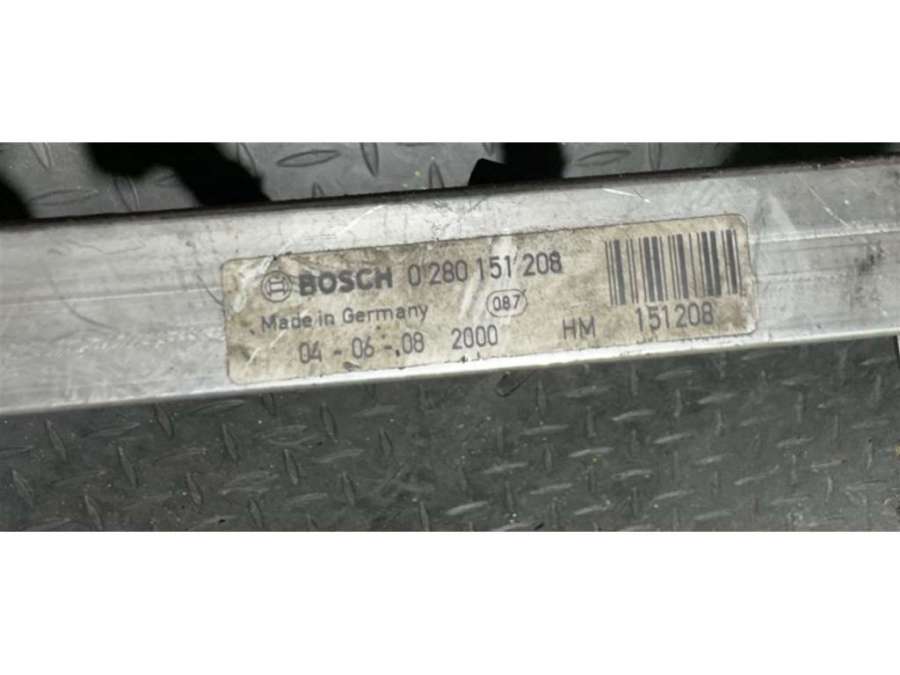 BOSCH 0 280 151 208
Made in Germany 087
04 - 06 - 08 2000 HM 151208